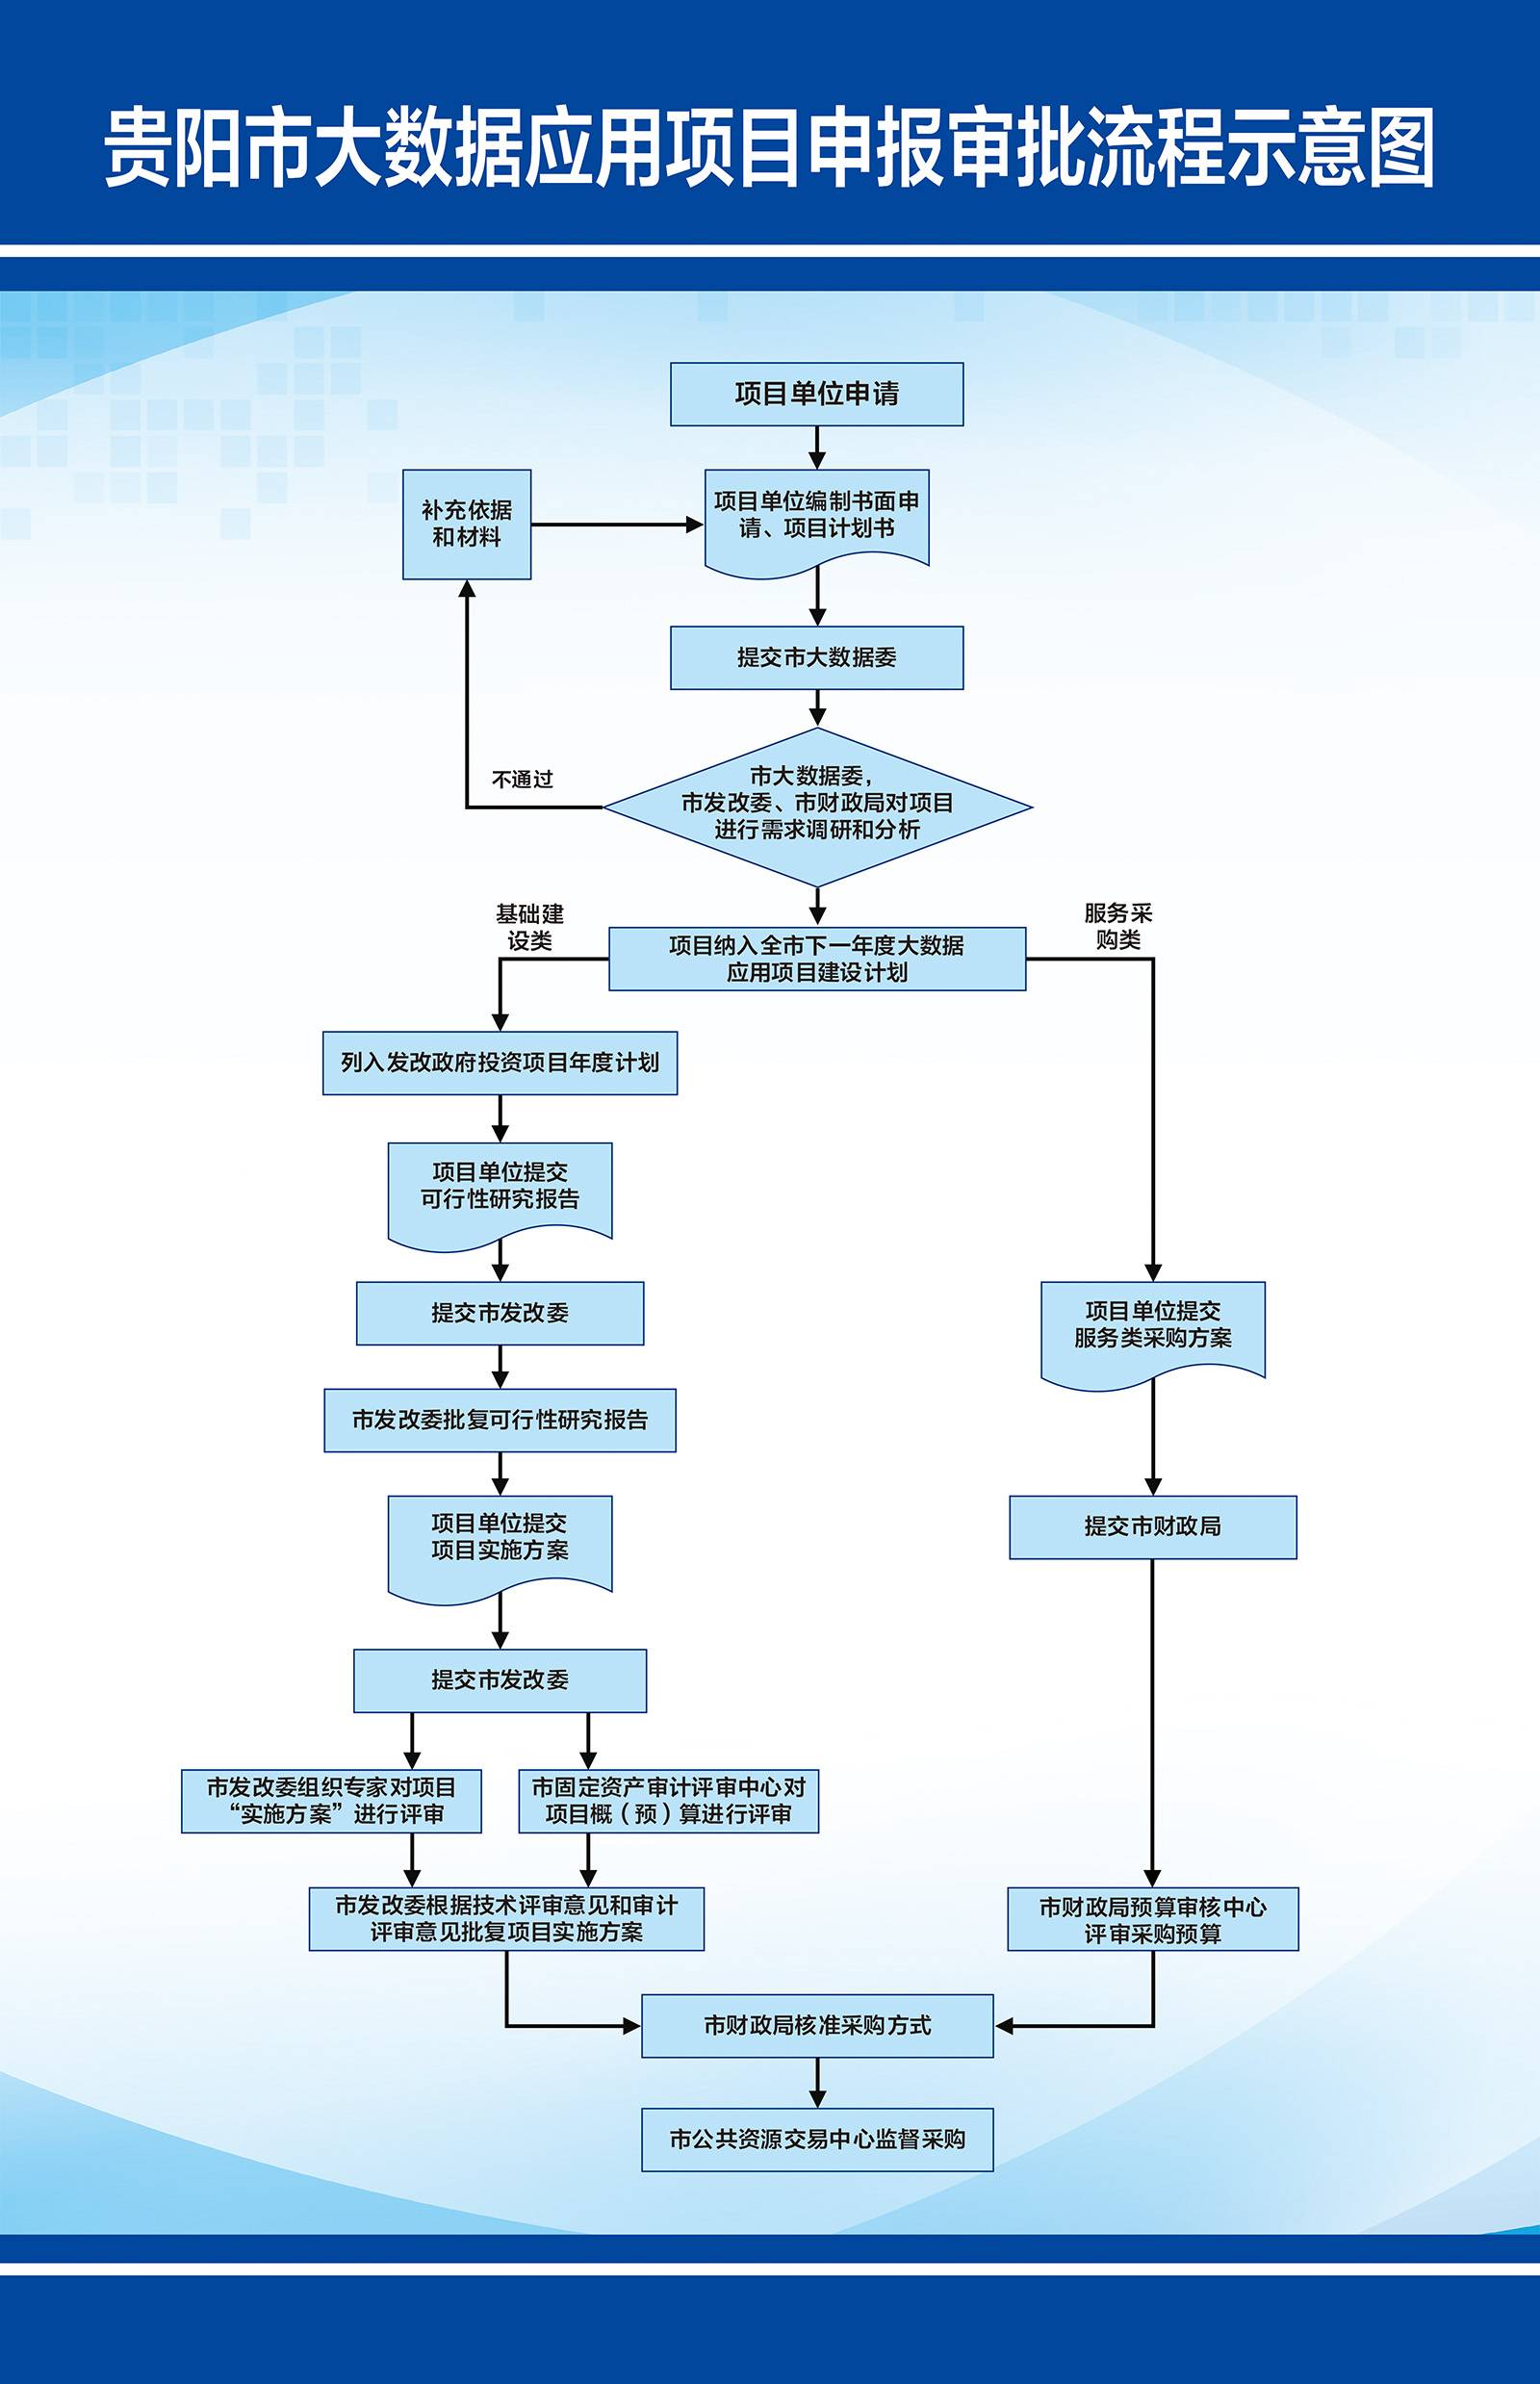 贵阳市大数据应用项目申报审批流程示意图
项目单位申请
补充依据
和材料
项目单位编制书面申
请、项目计划书
提交市大数据委
不通过
市大数据委，
市发改委、市财政局对项目
进行需求调研和分析
基础建
设类
服务采
购类
项目纳入全市下一年度大数据
应用项目建设计划
列入发改政府投资项目年度计划
项目单位提交
可行性研究报告
提交市发改委
项目单位提交
服务类采购方案
市发改委批复可行性研究报告
项目单位提交
项目实施方案
提交市财政局
提交市发改委
市发改委组织专家对项目
“实施方案”进行评审
市固定资产审计评审中心对
项目概（预）算进行评审
市发改委根据技术评审意见和审计
评审意见批复项目实施方案
市财政局预算审核中心
评审采购预算
市财政局核准采购方式
市公共资源交易中心监督采购